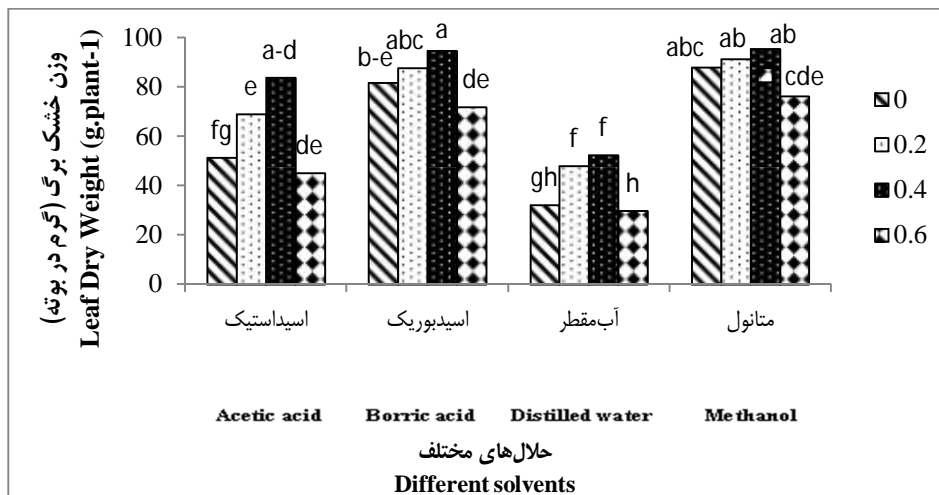 وزن خشک برگ (گرم در بوته)
Leaf Dry Weight (g.plant-1)
100
80
60
40
20
0
fg
e
a-d
de
b-e
abc
a
de
gh
f
f
h
abc
ab
ab
cde
0
0.2
0.4
0.6
اسیداستیک
اسیدبوریک
آب‌مقطر
متانول
Acetic acid
Borric acid
Distilled water
Methanol
حلال‌های مختلف
Different solvents